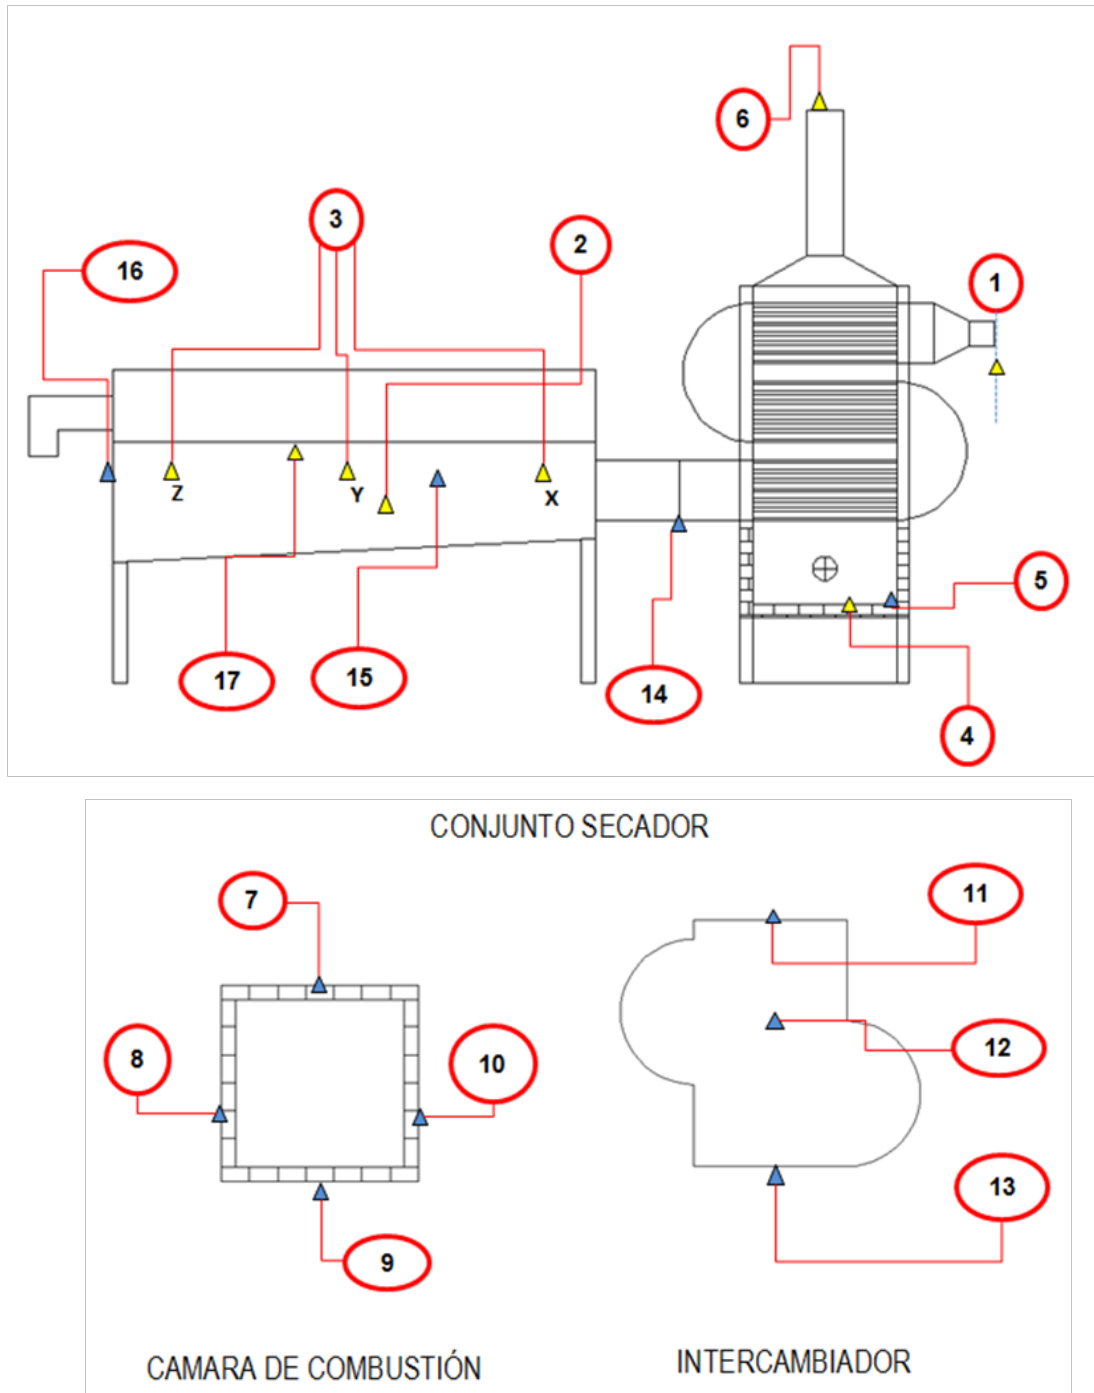 6
3
2
1
16
Z
Y
X
5
17
15
14
4
CONJUNTO SECADOR
7
11
8
10
12
13
9
CAMARA DE COMBUSTIÓN
INTERCAMBIADOR